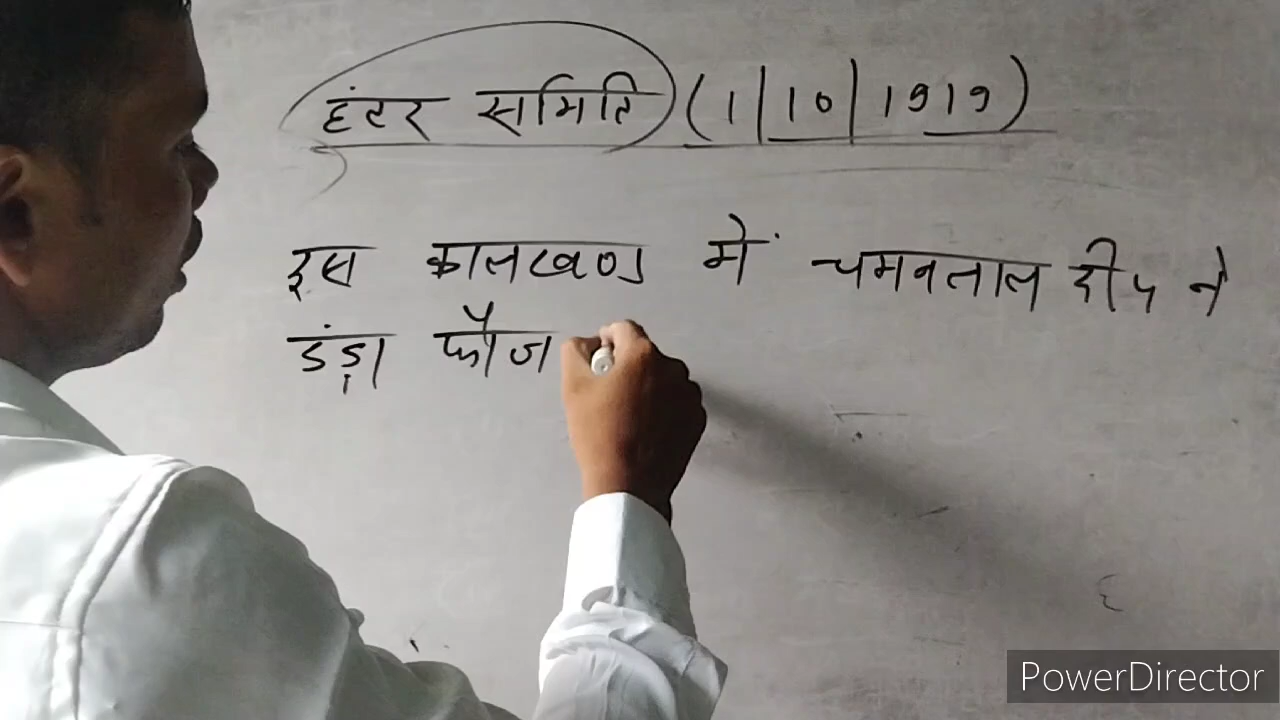 हंटर समिति (1|10|1919)
इस कालखण्ड में चमनलाल दीप ने
डंड़ा फौज
PowerDirector